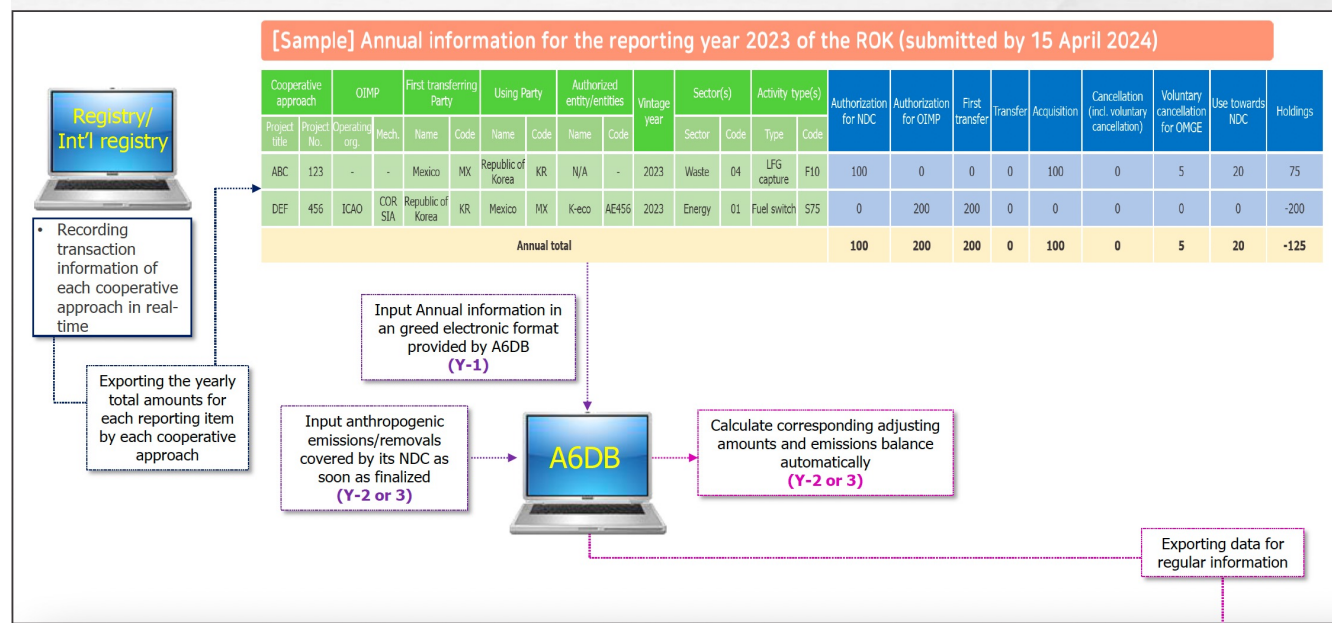 [Sample] Annual information for the reporting year 2023 of the ROK (submitted by 15 April 2024)
Registry/
Int'l registry
• Recording
transaction
information of
each cooperative
approach in real-
time
Exporting the yearly
total amounts for
each reporting item
by each cooperative
approach
Cooperative approach OIMP First transferring Party Using Party Authorized entity/entities Vintage year Sector(s) Activity type(s) Authorization for NDC Authorization for OIMP First transfer Transfer Acquisition Cancellation (incl. voluntary cancellation) Voluntary cancellation for OMGE Use towards NDC Holdings
Project title Project No. Operating org. Mech. Name Code Name Code Name Code Sector Code Type Code
ABC 123 - - Mexico MX Republic of Korea KR N/A - 2023 Waste 04 LFG capture F10 100 0 0 0 100 0 5 20 75
DEF 456 ICAO COR SIA Republic of Korea KR Mexico MX K-eco AE456 2023 Energy 01 Fuel switch S75 0 200 200 0 0 0 0 0 -200
Annual total 100 200 200 0 100 0 5 20 -125
Input Annual information in
an greed electronic format
provided by A6DB
(Y-1)
Input anthropogenic
emissions/removals
covered by its NDC as
soon as finalized
(Y-2 or 3)
A6DB
Calculate corresponding adjusting
amounts and emissions balance
automatically
(Y-2 or 3)
Exporting data for
regular information